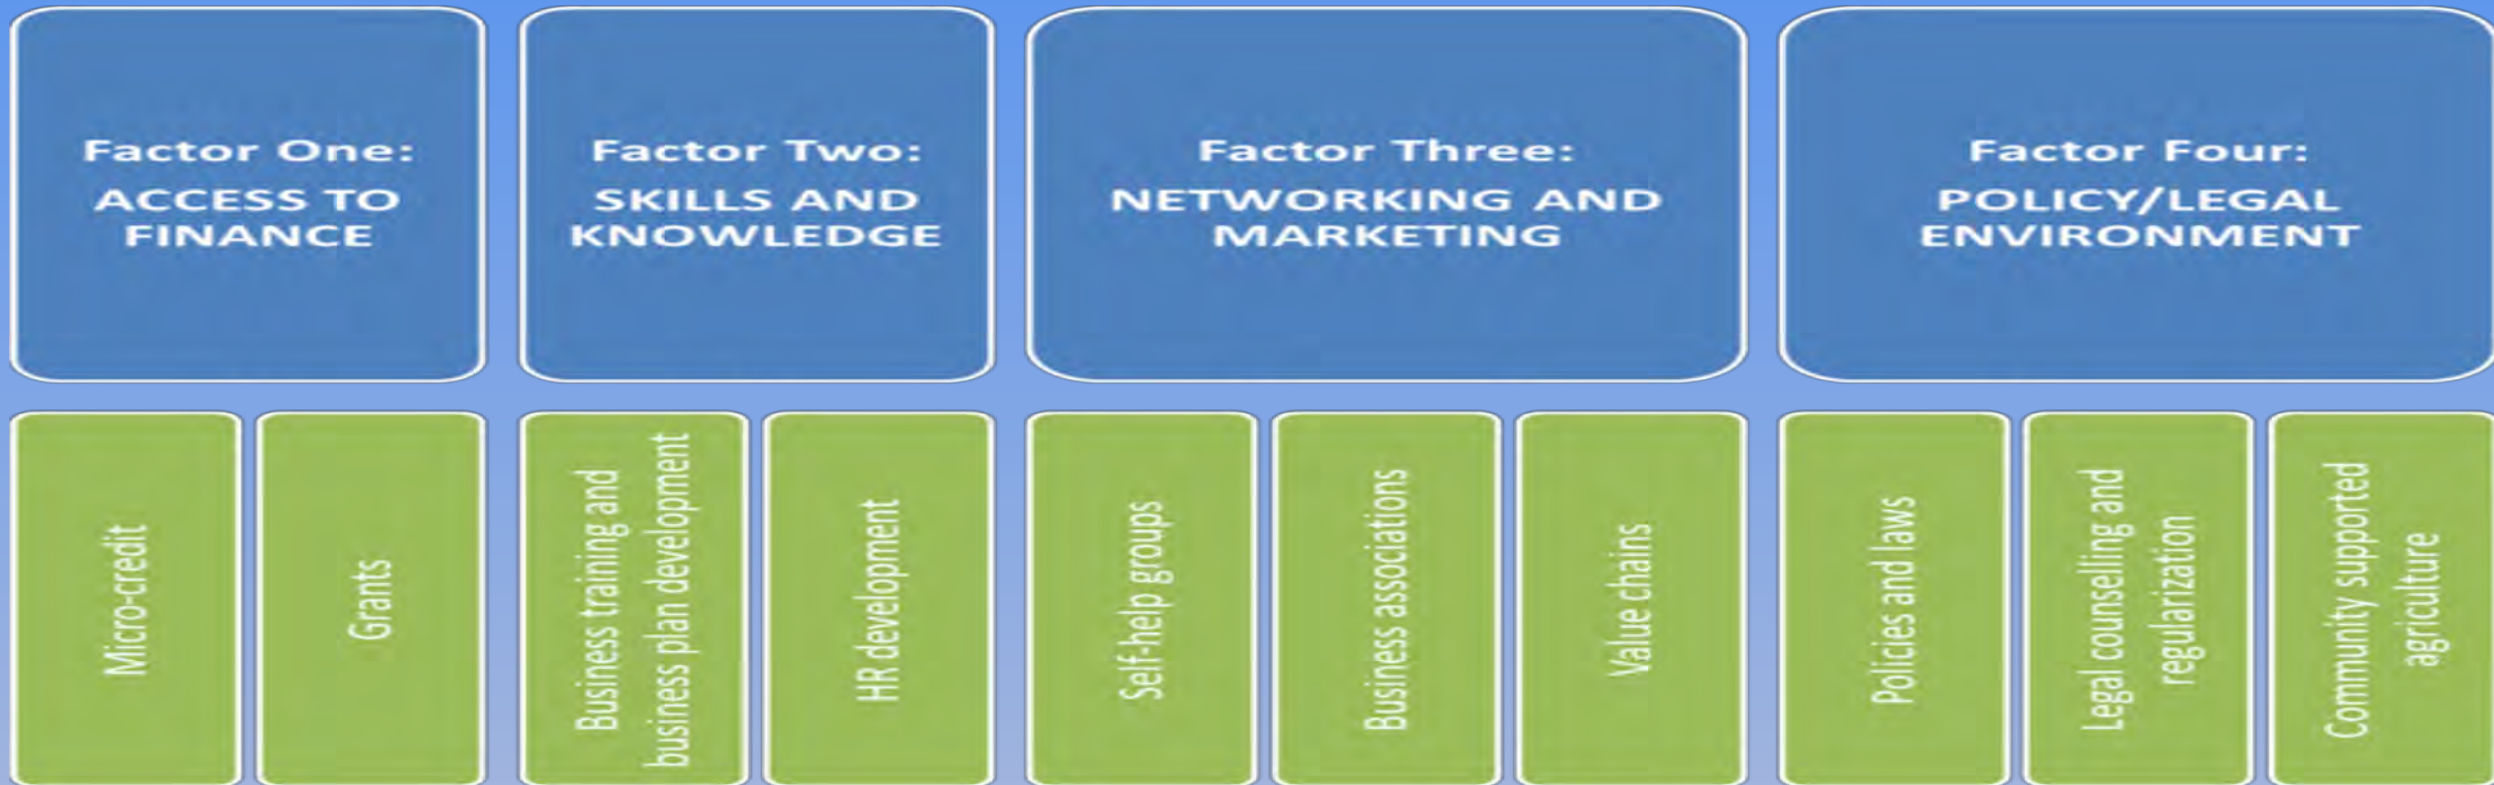 Factor One:
ACCESS TO
FINANCE
Factor Two:
SKILLS AND
KNOWLEDGE
Factor Three:
NETWORKING AND
MARKETING
Factor Four:
POLICY/LEGAL
ENVIRONMENT
Micro-credit
Grants
Business training and
business plan development
HR development
Self-help groups
Business associations
Value chains
Policies and laws
Legal counselling and
regularization
Community supported
agriculture